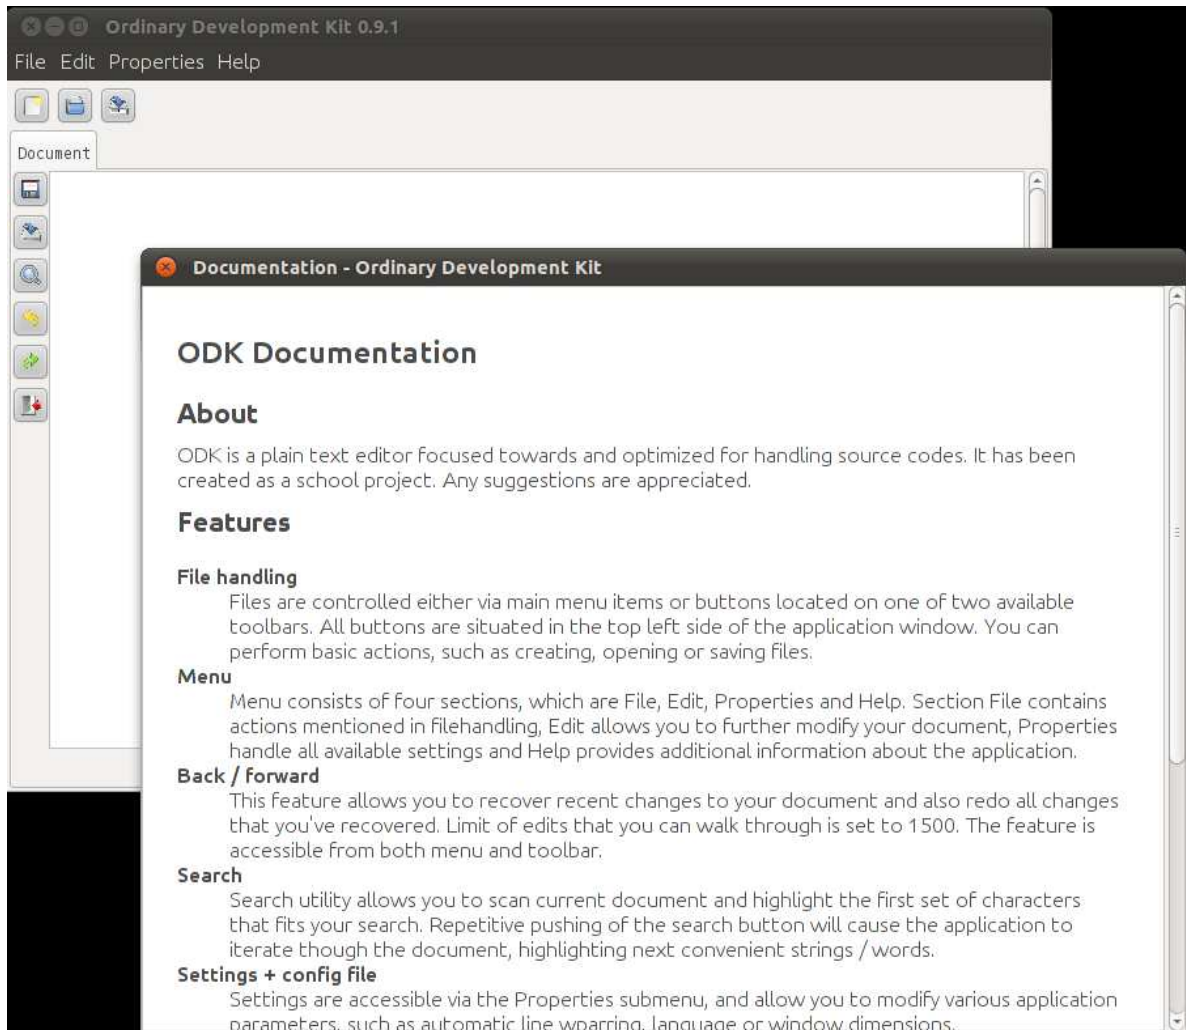 Ordinary Development Kit 0.9.1
File Edit Properties Help
Document
Documentation - Ordinary Development Kit
ODK Documentation
About
ODK is a plain text editor focused towards and optimized for handling source codes. It has been
created as a school project. Any suggestions are appreciated.
Features
File handling
Files are controlled either via main menu items or buttons located on one of two available
toolbars. All buttons are situated in the top left side of the application window. You can
perform basic actions, such as creating, opening or saving files.
Menu
Menu consists of four sections, which are File, Edit, Properties and Help. Section File contains
actions mentioned in filehandling, Edit allows you to further modify your document, Properties
handle all available settings and Help provides additional information about the application.
Back / forward
This feature allows you to recover recent changes to your document and also redo all changes
that you've recovered. Limit of edits that you can walk through is set to 1500. The feature is
accessible from both menu and toolbar.
Search
Search utility allows you to scan current document and highlight the first set of characters
that fits your search. Repetitive pushing of the search button will cause the application to
iterate though the document, highlighting next convenient strings / words.
Settings + config file
Settings are accessible via the Properties submenu, and allow you to modify various application
parameters, such as automatic line wparring, language or window dimensions.